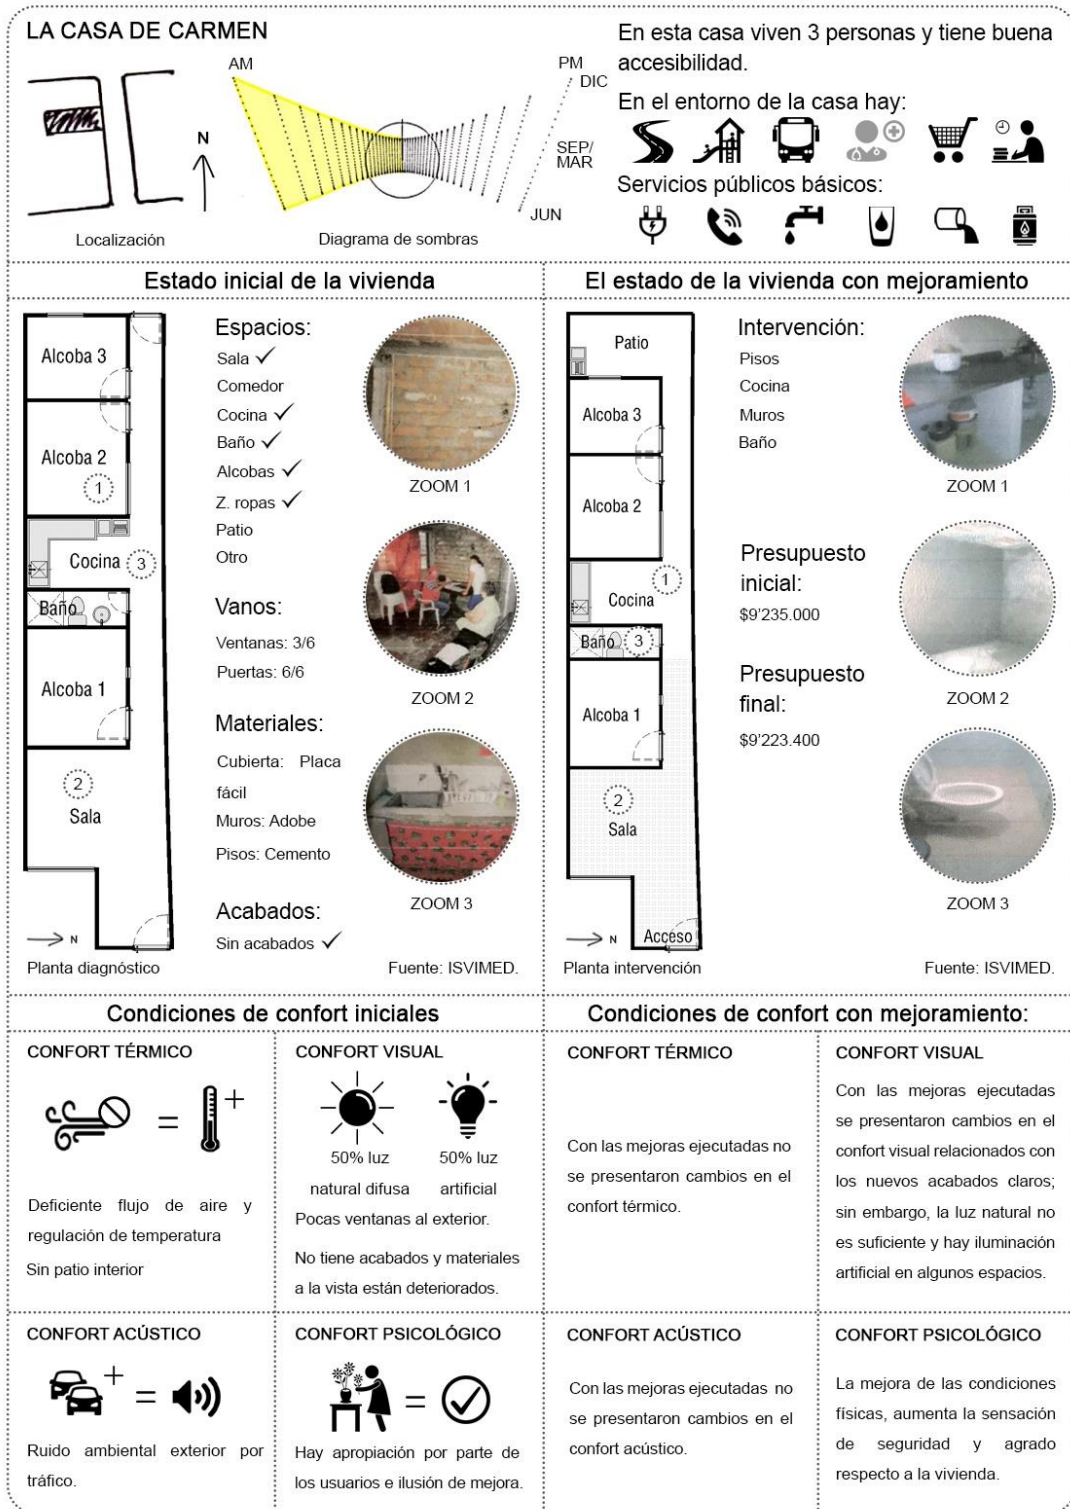 LA CASA DE CARMEN
AM
PM
DIC
SEP/
MAR
JUN
N
Localización
Diagrama de sombras
En esta casa viven 3 personas y tiene buena
accesibilidad.
En el entorno de la casa hay:
Servicios públicos básicos:
Estado inicial de la vivienda
Alcoba 3
Alcoba 2
1
Cocina
3
Baño
Alcoba 1
2
Sala
N
Planta diagnóstico
Espacios:
Sala ✓
Comedor
Cocina ✓
Baño ✓
Alcobas ✓
Z. ropas ✓
Patio
Otro
Vanos:
Ventanas: 3/6
Puertas: 6/6
Materiales:
Cubierta: Placa
fácil
Muros: Adobe
Pisos: Cemento
Acabados:
Sin acabados ✓
ZOOM 1
ZOOM 2
ZOOM 3
Fuente: ISVIMED.
El estado de la vivienda con mejoramiento
Patio
Alcoba 3
Alcoba 2
1
Cocina
Baño
3
Alcoba 1
2
Sala
Acceso
N
Planta intervención
Intervención:
Pisos
Cocina
Muros
Baño
Presupuesto
inicial:
$9'235.000
Presupuesto
final:
$9'223.400
ZOOM 1
ZOOM 2
ZOOM 3
Fuente: ISVIMED.
Condiciones de confort iniciales
CONFORT TÉRMICO
= +
Deficiente flujo de aire y
regulación de temperatura
Sin patio interior
CONFORT VISUAL
50% luz
natural difusa
50% luz
artificial
Pocas ventanas al exterior.
No tiene acabados y materiales
a la vista están deteriorados.
CONFORT ACÚSTICO
+ =
Ruido ambiental exterior por
tráfico.
CONFORT PSICOLÓGICO
=
Hay apropiación por parte de
los usuarios e ilusión de mejora.
Condiciones de confort con mejoramiento:
CONFORT TÉRMICO
Con las mejoras ejecutadas no
se presentaron cambios en el
confort térmico.
CONFORT VISUAL
Con las mejoras ejecutadas
se presentaron cambios en el
confort visual relacionados con
los nuevos acabados claros;
sin embargo, la luz natural no
es suficiente y hay iluminación
artificial en algunos espacios.
CONFORT ACÚSTICO
Con las mejoras ejecutadas no
se presentaron cambios en el
confort acústico.
CONFORT PSICOLÓGICO
La mejora de las condiciones
físicas, aumenta la sensación
de seguridad y agrado
respecto a la vivienda.